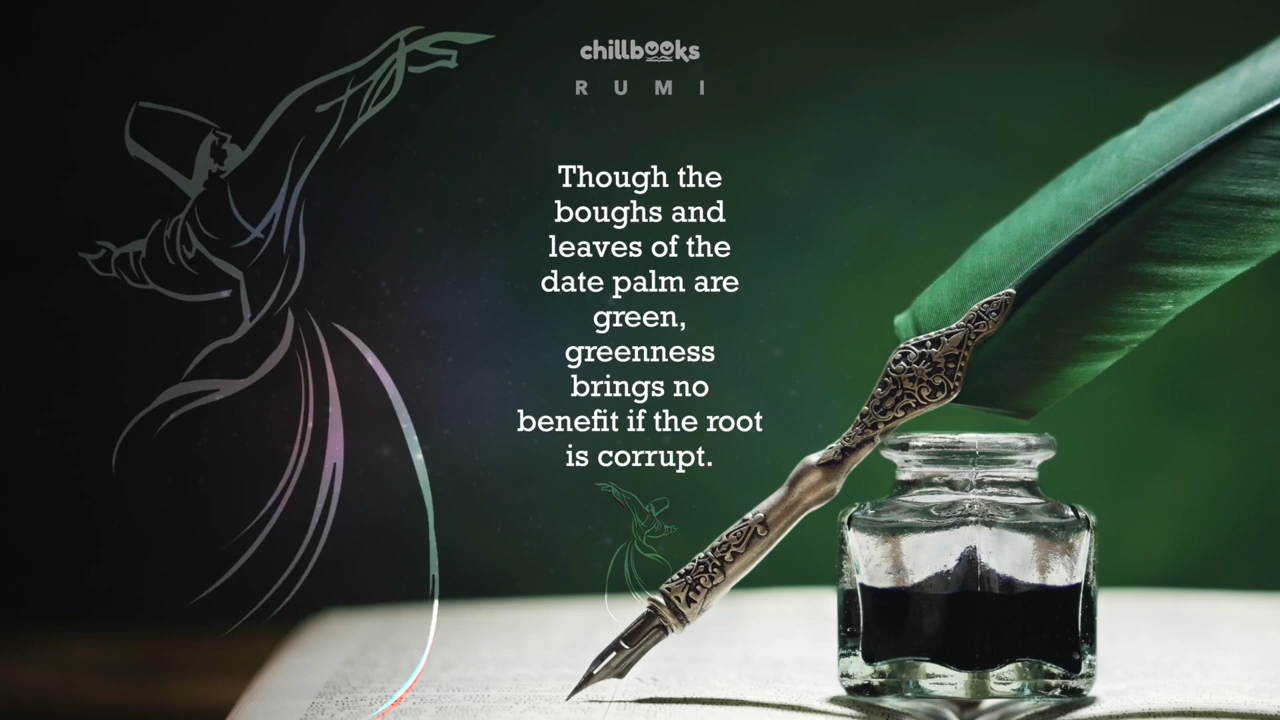 chillbooks
RUMI
Though the
boughs and
leaves of the
date palm are
green,
greenness
brings no
benefit if the root
is corrupt.